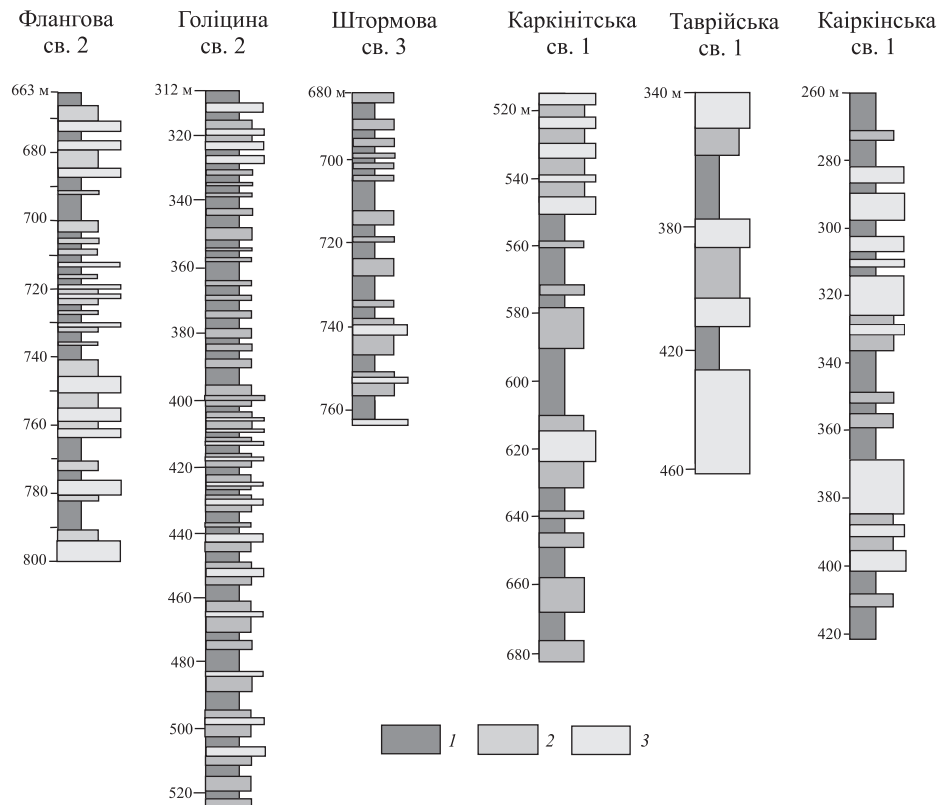 Флангова
св. 2
Голіцина
св. 2
Штормова
св. 3
Каркінітська
св. 1
Таврійська
св. 1
Каіркінська
св. 1
663 м
680
700
720
740
760
780
800
312 м
320
340
360
380
400
420
440
460
480
500
520
680 м
700
720
740
760
520 м
540
560
580
600
620
640
660
680
340 м
380
420
460
260 м
280
300
320
340
360
380
400
420
1
2
3